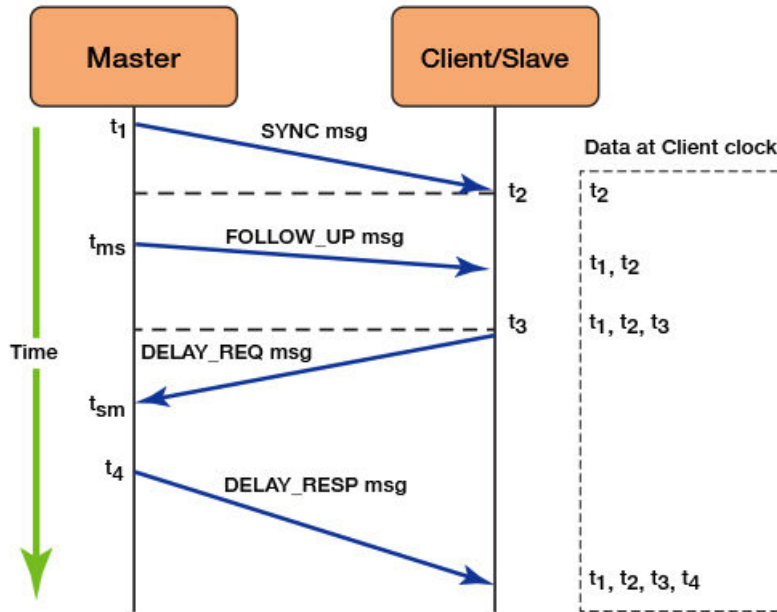 Master
Client/Slave
t1
SYNC msg
Data at Client clock
t2
t2
tms
FOLLOW_UP msg
t1, t2
t3
t1, t2, t3
Time
DELAY_REQ msg
tsm
t4
DELAY_RESP msg
t1, t2, t3, t4